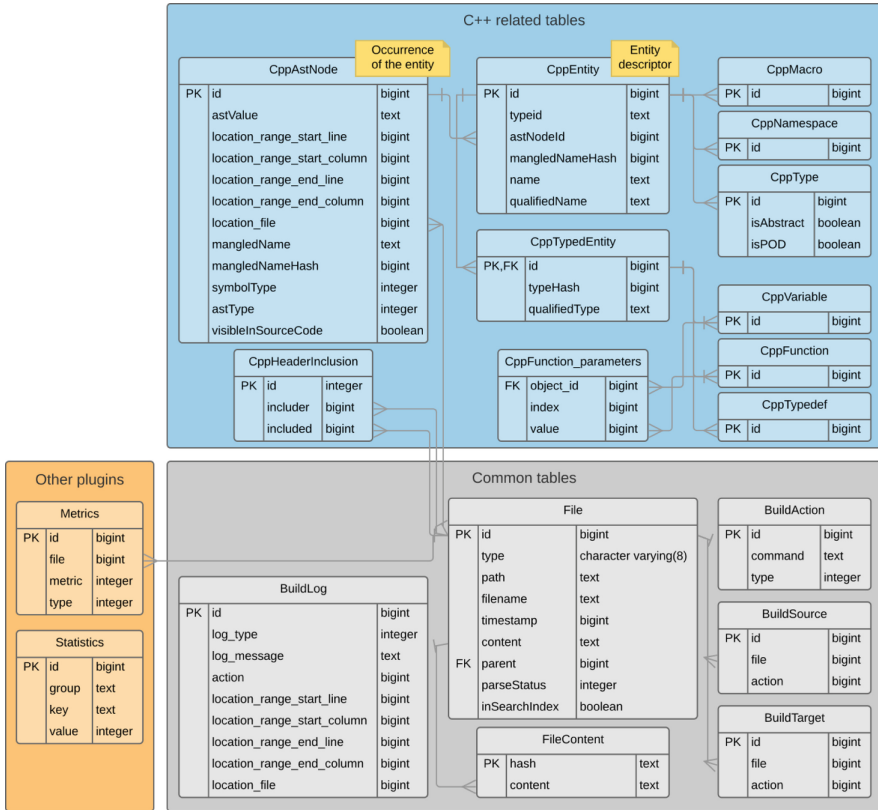 C++ related tables
Occurrence
of the entity
CppAstNode
PK id bigint
astValue text
location_range_start_line bigint
location_range_start_column bigint
location_range_end_line bigint
location_range_end_column bigint
location_file bigint
mangledName text
mangledNameHash bigint
symbolType integer
astType integer
visibleInSourceCode boolean
Entity
descriptor
CppEntity
PK id bigint
typeid text
astNodeId bigint
mangledNameHash bigint
name text
qualifiedName text
CppMacro
PK id bigint
CppNamespace
PK id bigint
CppType
PK id bigint
isAbstract boolean
isPOD boolean
CppTypedEntity
PK,FK id bigint
typeHash bigint
qualifiedType text
CppVariable
PK id bigint
CppFunction
PK id bigint
CppTypedef
PK id bigint
CppHeaderInclusion
PK id integer
includer bigint
included bigint
CppFunction_parameters
FK object_id bigint
index bigint
value bigint
Other plugins
Metrics
PK id bigint
file bigint
metric integer
type integer
Statistics
PK id bigint
group text
key text
value integer
Common tables
BuildLog
PK id bigint
log_type integer
log_message text
action bigint
location_range_start_line bigint
location_range_start_column bigint
location_range_end_line bigint
location_range_end_column bigint
location_file bigint
File
PK id bigint
type character varying(8)
path text
filename text
timestamp bigint
content text
FK parent bigint
parseStatus integer
inSearchIndex boolean
FileContent
PK hash text
content text
BuildAction
PK id bigint
command text
type integer
BuildSource
PK id bigint
file bigint
action bigint
BuildTarget
PK id bigint
file bigint
action bigint